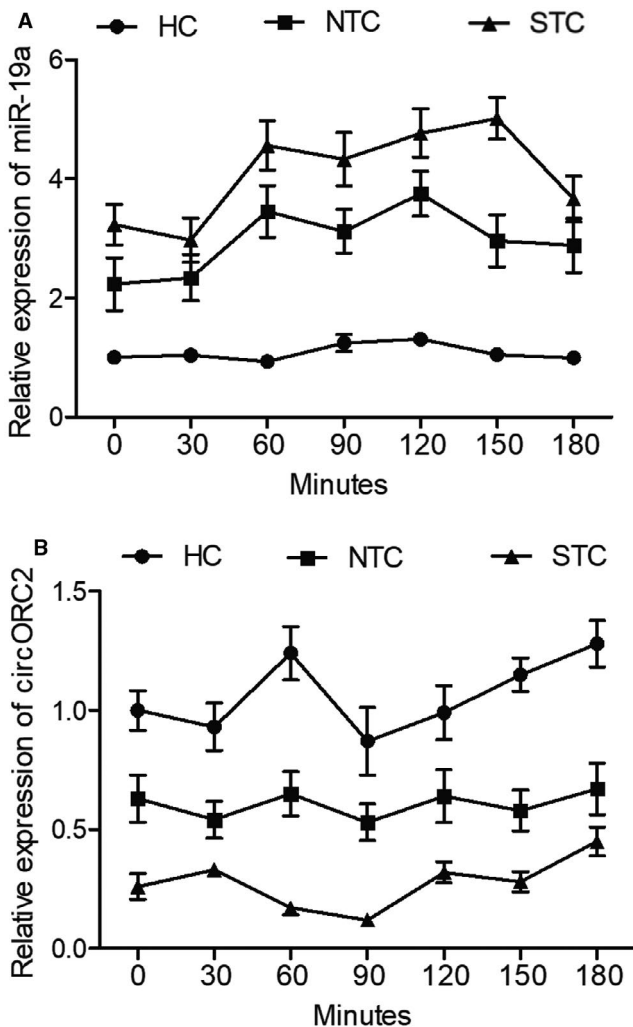 A
HC NTC STC
Relative expression of miR-19a
6
4
2
0
0 30 60 90 120 150 180
Minutes
B
HC NTC STC
Relative expression of circORC2
1.5
1.0
0.5
0.0
0 30 60 90 120 150 180
Minutes